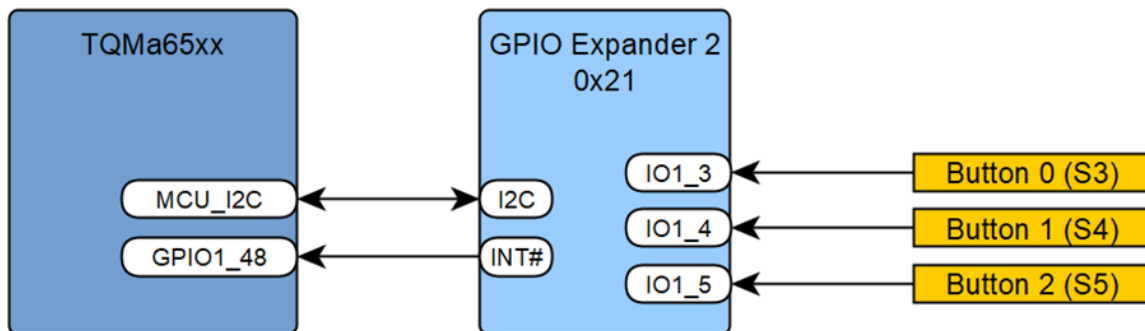 TQMa65xx
MCU_I2C
GPIO1_48
GPIO Expander 2
0x21
I2C
INT#
IO1_3
IO1_4
IO1_5
Button 0 (S3)
Button 1 (S4)
Button 2 (S5)